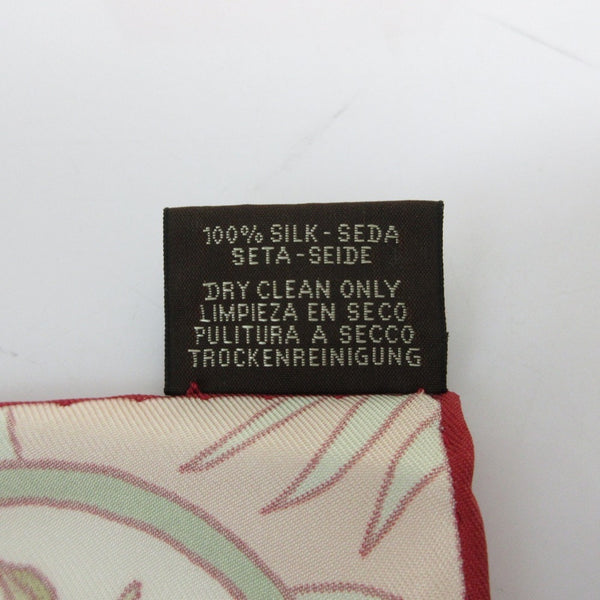 100% SILK - SEDA
SETA - SEIDE
DRY CLEAN ONLY
LIMPIEZA EN SECO
PULITURA A SECCO
TROCKENREINIGUNG